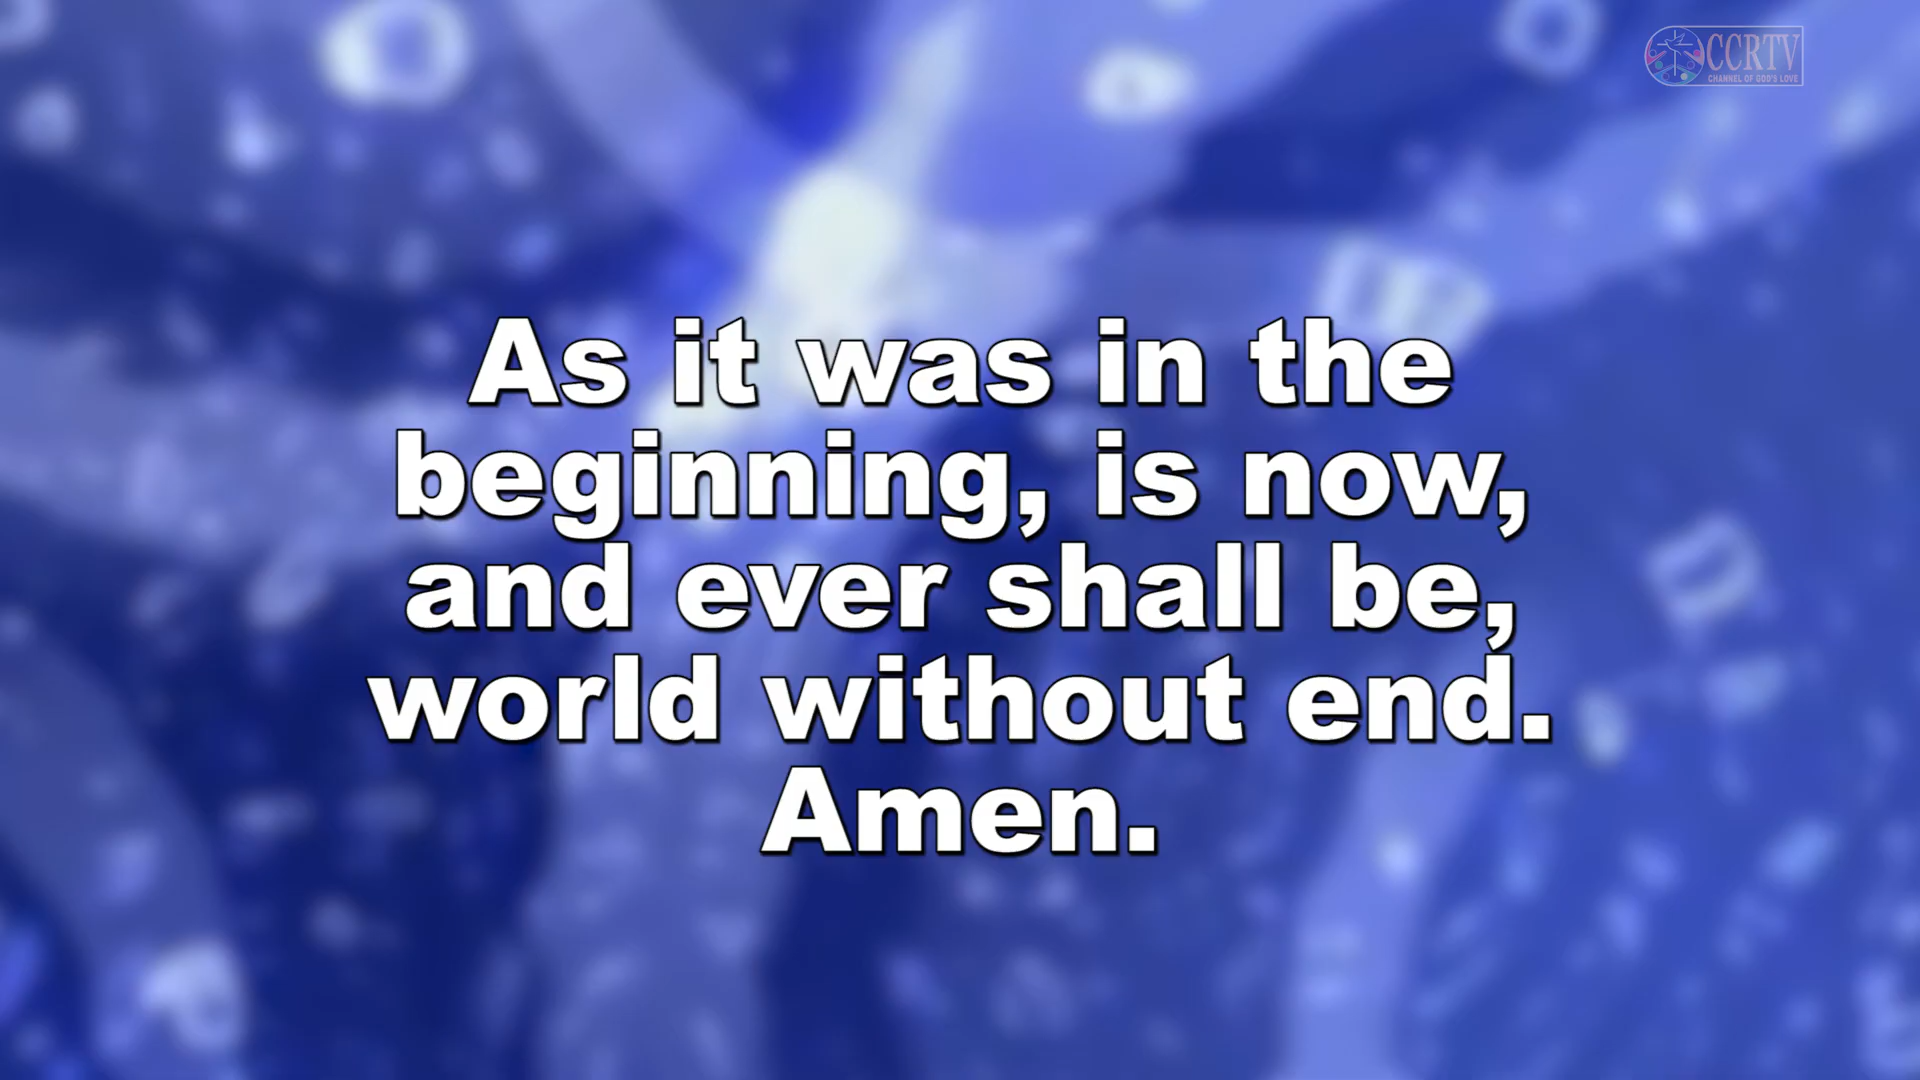 CCRTV
CHANNEL OF GOD'S LOVE
As it was in the
beginning, is now,
and ever shall be,
world without end.
Amen.